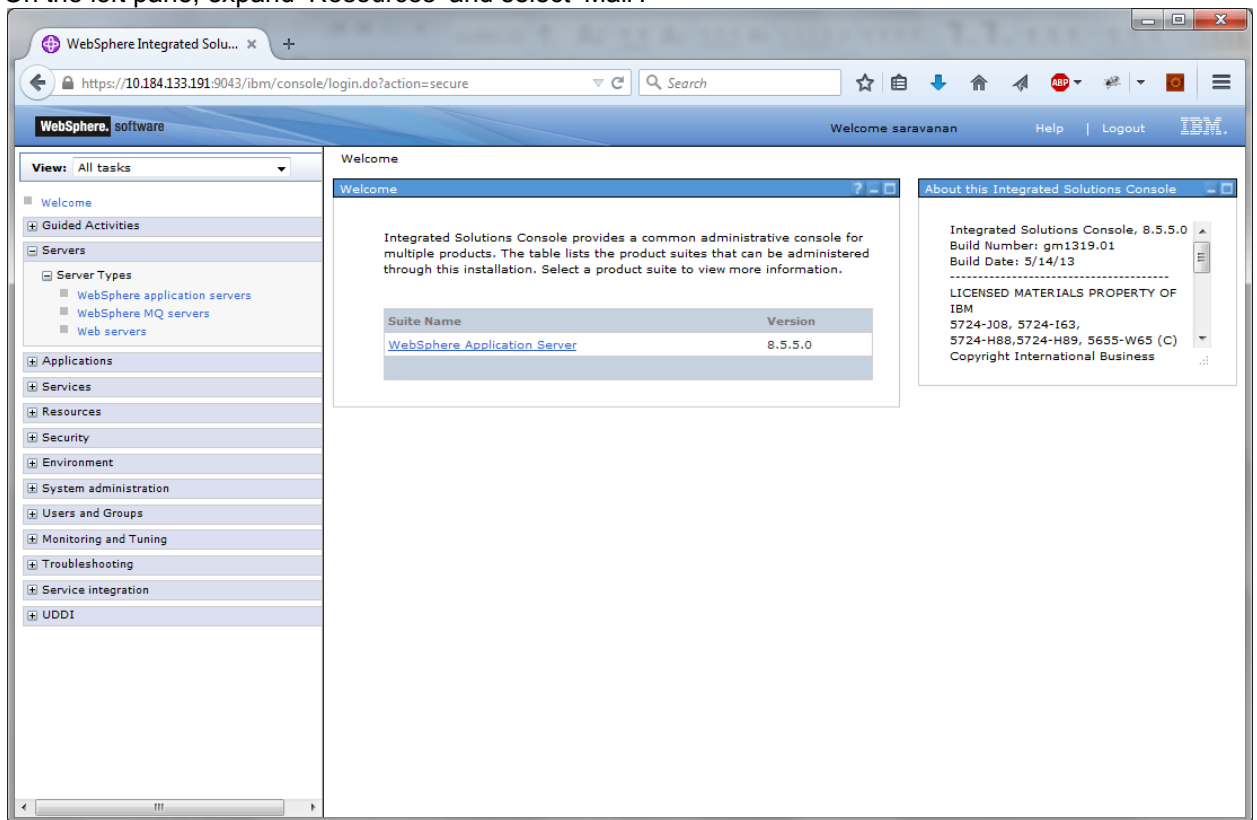 On the left pane, expand 'Resources' and select 'Mail'.
WebSphere Integrated Solu... × +
https://10.184.133.191:9043/ibm/console/login.do?action=secure
Search
ABP
WebSphere. software
Welcome saravanan
Help | Logout
IBM.
View: All tasks
Welcome
Guided Activities
Servers
Server Types
WebSphere application servers
WebSphere MQ servers
Web servers
Applications
Services
Resources
Security
Environment
System administration
Users and Groups
Monitoring and Tuning
Troubleshooting
Service integration
UDDI
Welcome
Welcome
Integrated Solutions Console provides a common administrative console for
multiple products. The table lists the product suites that can be administered
through this installation. Select a product suite to view more information.
Suite Name Version
WebSphere Application Server 8.5.5.0
About this Integrated Solutions Console
Integrated Solutions Console, 8.5.5.0
Build Number: gm1319.01
Build Date: 5/14/13
----------------------------------------
LICENSED MATERIALS PROPERTY OF
IBM
5724-J08, 5724-I63,
5724-H88,5724-H89, 5655-W65 (C)
Copyright International Business